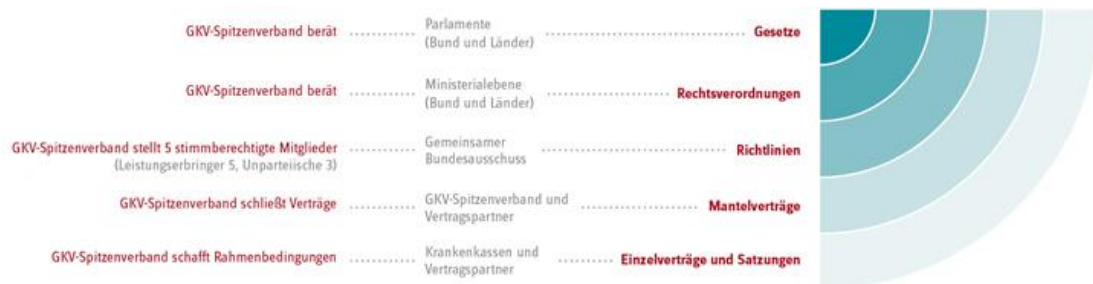 GKV-Spitzenverband berät
Parlamente
(Bund und Länder)
Gesetze
GKV-Spitzenverband berät
Ministerialebene
(Bund und Länder)
Rechtsverordnungen
GKV-Spitzenverband stellt 5 stimmberechtigte Mitglieder
(Leistungserbringer 5, Unparteiische 3)
Gemeinsamer
Bundesausschuss
Richtlinien
GKV-Spitzenverband schließt Verträge
GKV-Spitzenverband und
Vertragspartner
Mantelverträge
GKV-Spitzenverband schafft Rahmenbedingungen
Krankenkassen und
Vertragspartner
Einzelverträge und Satzungen